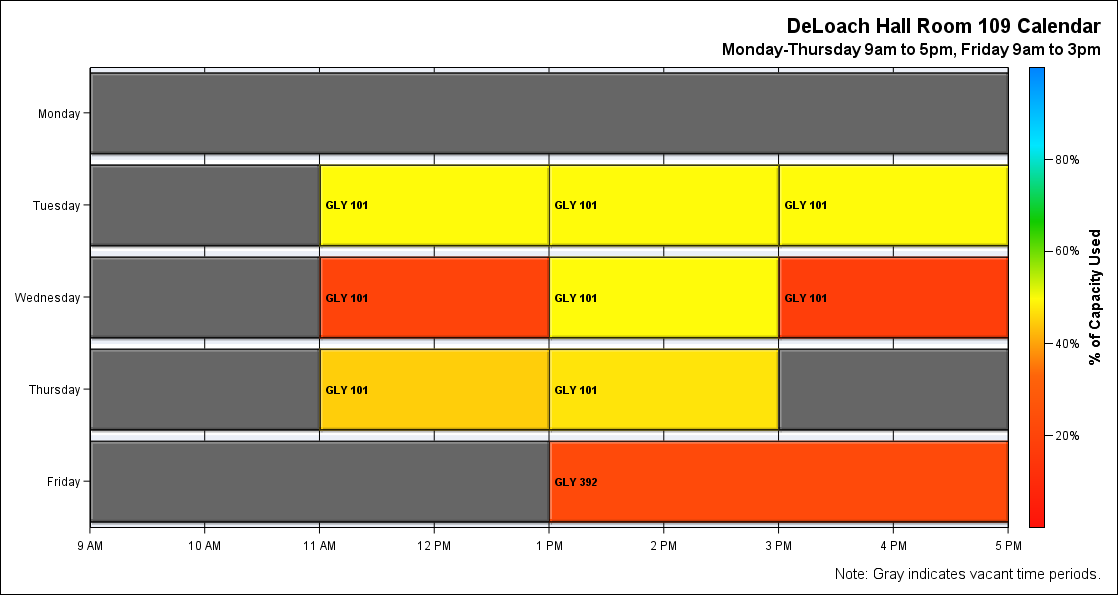 DeLoach Hall Room 109 Calendar
Monday-Thursday 9am to 5pm, Friday 9am to 3pm
Monday
Tuesday
GLY 101
GLY 101
GLY 101
Wednesday
GLY 101
GLY 101
GLY 101
Thursday
GLY 101
GLY 101
Friday
GLY 392
9 AM
10 AM
11 AM
12 PM
1 PM
2 PM
3 PM
4 PM
5 PM
80%
60%
40%
20%
% of Capacity Used
Note: Gray indicates vacant time periods.